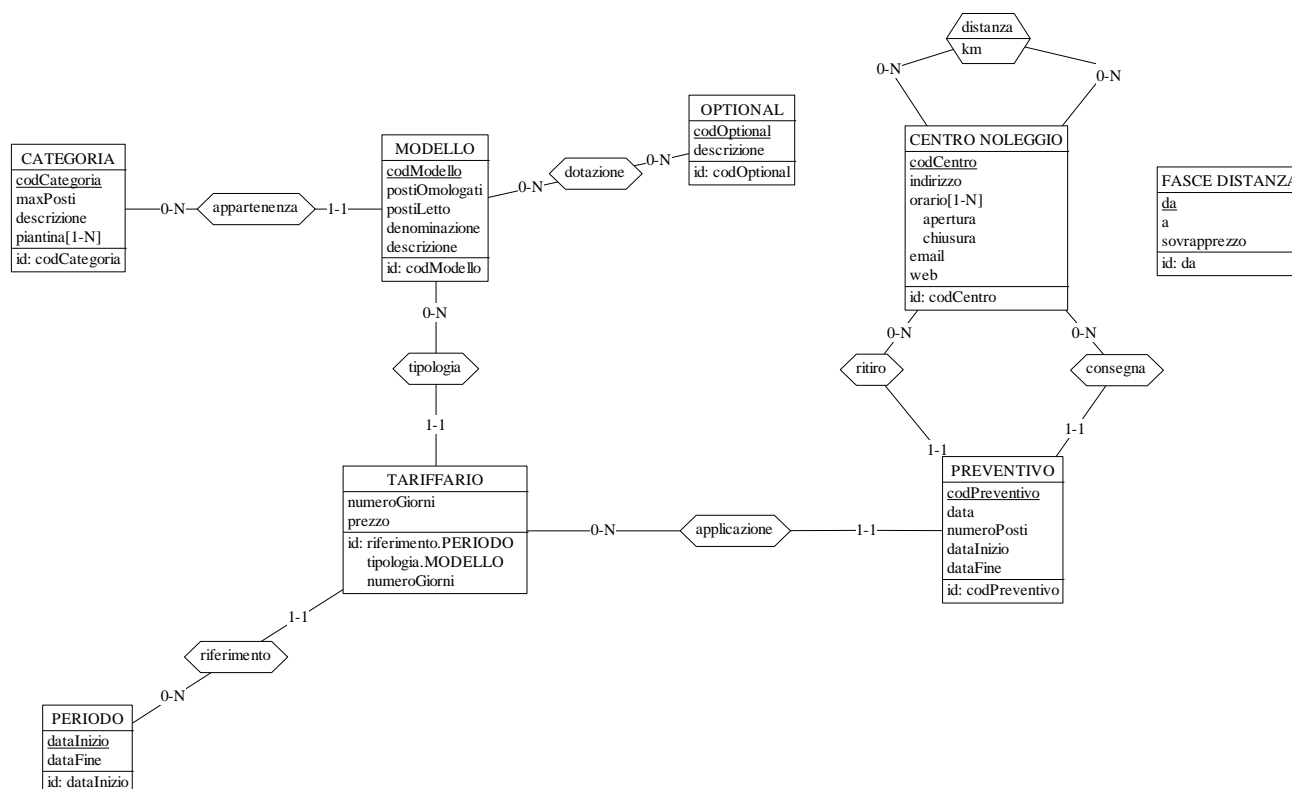 distanza
km
0-N
0-N
OPTIONAL
codOptional
descrizione
id: codOptional
CATEGORIA
codCategoria
maxPosti
descrizione
piantina[1-N]
id: codCategoria
0-N
appartenenza
1-1
MODELLO
codModello
postiOmologati
postiLetto
denominazione
descrizione
id: codModello
0-N
dotazione
0-N
CENTRO NOLEGGIO
codCentro
indirizzo
orario[1-N]
apertura
chiusura
email
web
id: codCentro
FASCE DISTANZA
da
a
sovrapprezzo
id: da
0-N
tipologia
1-1
0-N
ritiro
1-1
0-N
consegna
1-1
TARIFFARIO
numeroGiorni
prezzo
id: riferimento.PERIODO
tipologia.MODELLO
numeroGiorni
0-N
applicazione
1-1
PREVENTIVO
codPreventivo
data
numeroPosti
dataInizio
dataFine
id: codPreventivo
1-1
riferimento
0-N
PERIODO
dataInizio
dataFine
id: dataInizio